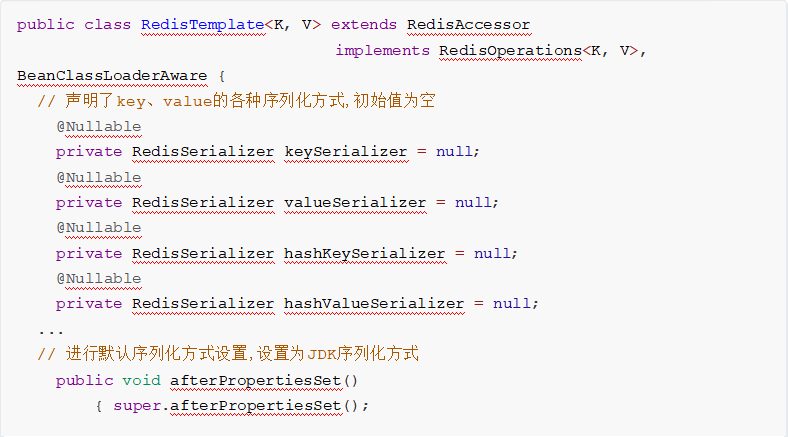 public class RedisTemplate<K, V> extends RedisAccessor
implements RedisOperations<K, V>,
BeanClassLoaderAware {
// 声明了key、value的各种序列化方式,初始值为空
@Nullable
private RedisSerializer keySerializer = null;
@Nullable
private RedisSerializer valueSerializer = null;
@Nullable
private RedisSerializer hashKeySerializer = null;
@Nullable
private RedisSerializer hashValueSerializer = null;
...
// 进行默认序列化方式设置,设置为JDK序列化方式
public void afterPropertiesSet()
{ super.afterPropertiesSet();